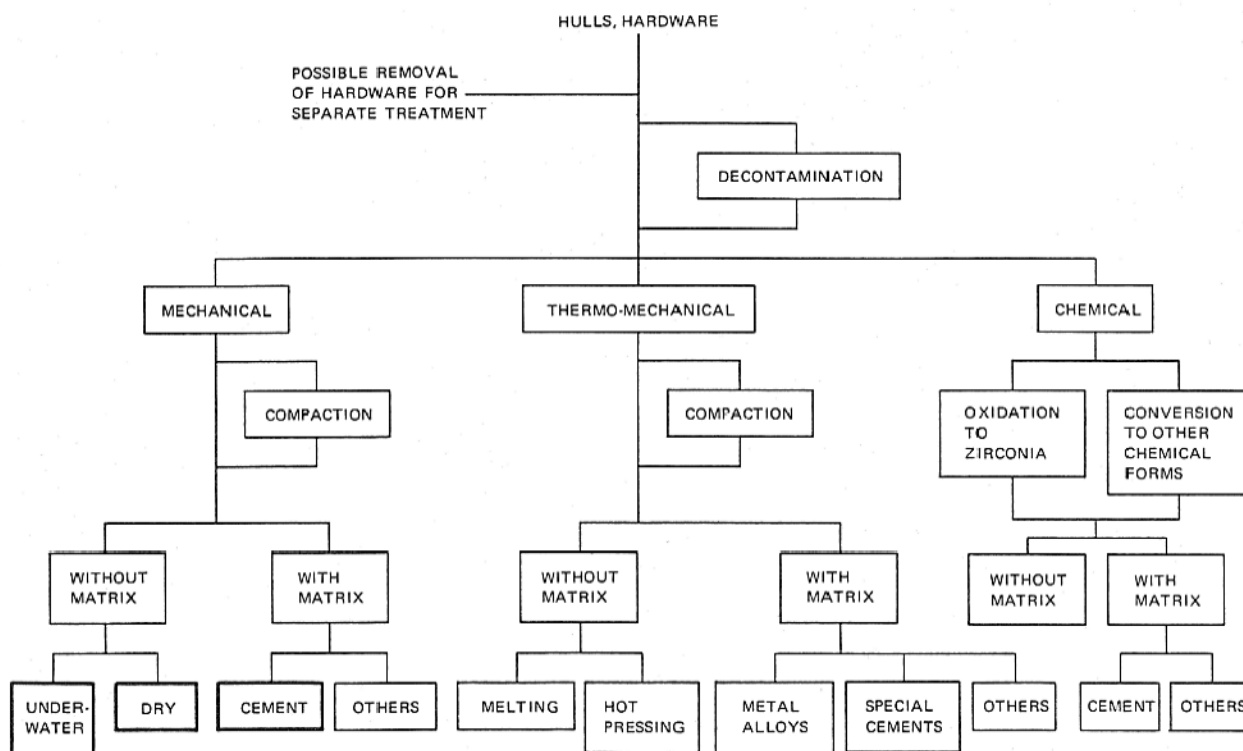 HULLS, HARDWARE
POSSIBLE REMOVAL
OF HARDWARE FOR
SEPARATE TREATMENT
DECONTAMINATION
MECHANICAL
THERMO-MECHANICAL
CHEMICAL
COMPACTION
COMPACTION
OXIDATION
TO
ZIRCONIA
CONVERSION
TO OTHER
CHEMICAL
FORMS
WITHOUT
MATRIX
WITH
MATRIX
WITHOUT
MATRIX
WITH
MATRIX
WITHOUT
MATRIX
WITH
MATRIX
UNDER-
WATER
DRY
CEMENT
OTHERS
MELTING
HOT
PRESSING
METAL
ALLOYS
SPECIAL
CEMENTS
OTHERS
CEMENT
OTHERS